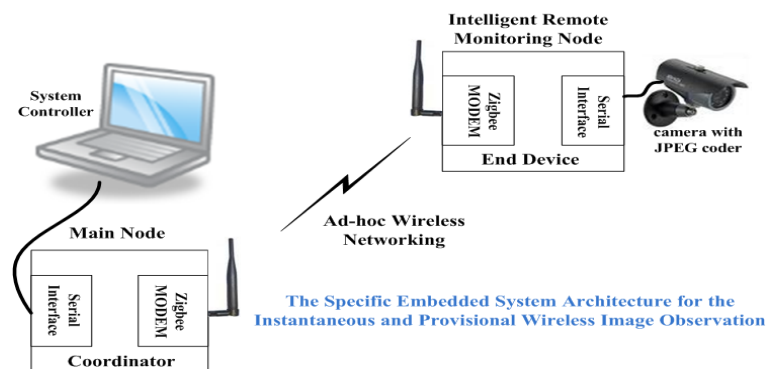 Intelligent Remote
Monitoring Node
System
Controller
Zigbee
MODEM
Serial
Interface
End Device
camera with
JPEG coder
Ad-hoc Wireless
Networking
Main Node
Serial
Interface
Zigbee
MODEM
Coordinator
The Specific Embedded System Architecture for the
Instantaneous and Provisional Wireless Image Observation